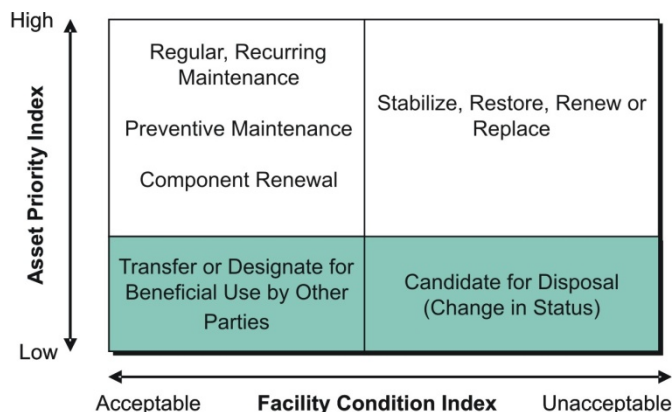 High
Asset Priority Index
Low
Regular, Recurring
Maintenance
Preventive Maintenance
Component Renewal
Stabilize, Restore, Renew or
Replace
Transfer or Designate for
Beneficial Use by Other
Parties
Candidate for Disposal
(Change in Status)
Acceptable
Facility Condition Index
Unacceptable